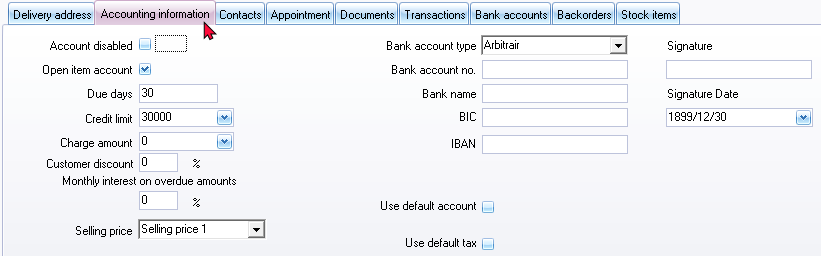 Delivery address Accounting information Contacts Appointment Documents Transactions Bank accounts Backorders Stock items
Account disabled
Open item account
Due days 30
Credit limit 30000
Charge amount 0
Customer discount 0 %
Monthly interest on overdue amounts
0 %
Selling price Selling price 1
Bank account type Arbitrair
Bank account no.
Bank name
BIC
IBAN
Use default account
Use default tax
Signature
Signature Date
1899/12/30